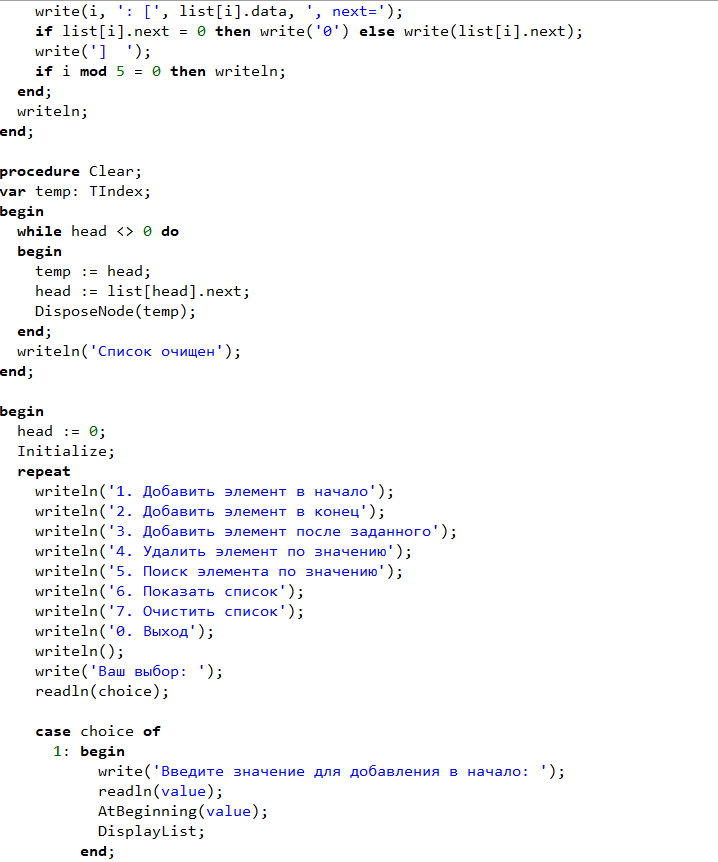 write(i, ': [', list[i].data, ', next=');
    if list[i].next = 0 then write('0') else write(list[i].next);
    write(']  ');
    if i mod 5 = 0 then writeln;
  end;
  writeln;
end;

procedure Clear;
var temp: TIndex;
begin
  while head <> 0 do
  begin
    temp := head;
    head := list[head].next;
    DisposeNode(temp);
  end;
  writeln('Список очищен');
end;

begin
  head := 0;
  Initialize;
  repeat
    writeln('1. Добавить элемент в начало');
    writeln('2. Добавить элемент в конец');
    writeln('3. Добавить элемент после заданного');
    writeln('4. Удалить элемент по значению');
    writeln('5. Поиск элемента по значению');
    writeln('6. Показать список');
    writeln('7. Очистить список');
    writeln('0. Выход');
    writeln();
    write('Ваш выбор: ');
    readln(choice);

    case choice of
      1: begin
           write('Введите значение для добавления в начало: ');
           readln(value);
           AtBeginning(value);
           DisplayList;
         end;